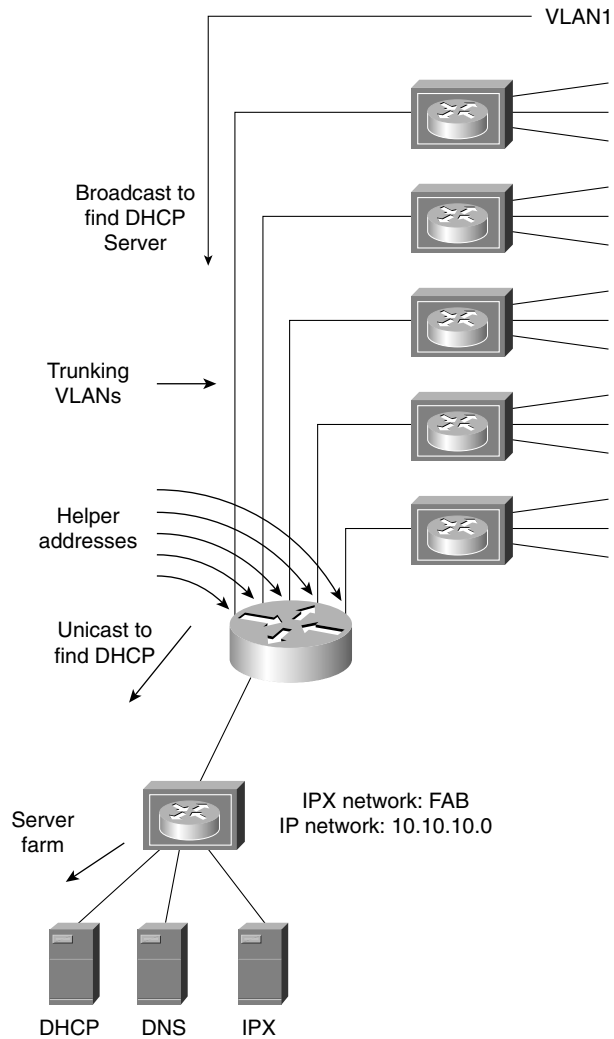 VLAN1
Broadcast to
find DHCP
Server
Trunking
VLANs
Helper
addresses
Unicast to
find DHCP
IPX network: FAB
IP network: 10.10.10.0
Server
farm
DHCP
DNS
IPX